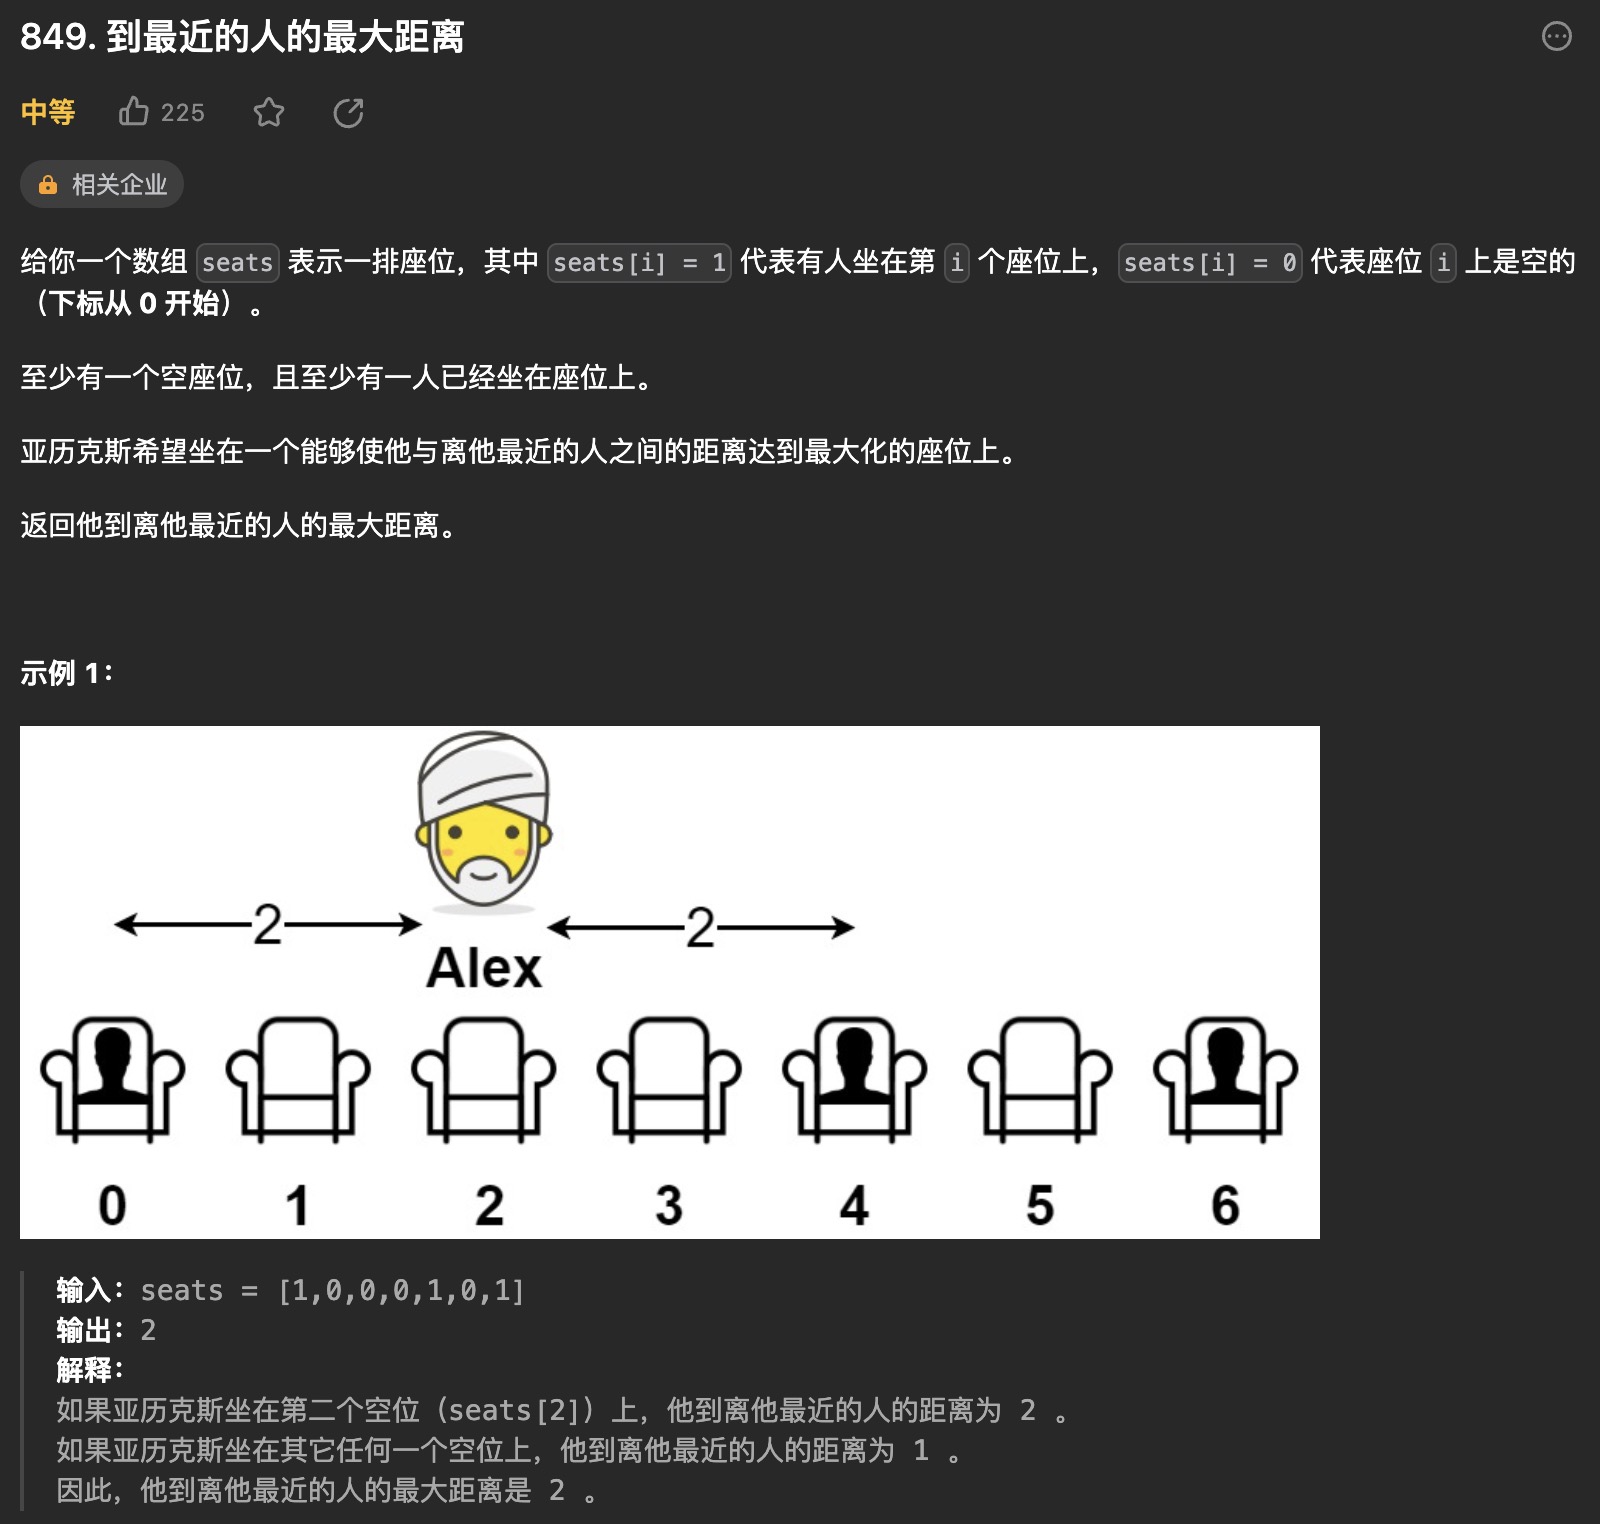 849. 到最近的人的最大距离
中等 225
相关企业
给你一个数组 seats 表示一排座位，其中 seats[i] = 1 代表有人坐在第 i 个座位上，seats[i] = 0 代表座位 i 上是空的
（下标从 0 开始）。
至少有一个空座位，且至少有一人已经坐在座位上。
亚历克斯希望坐在一个能够使他与离他最近的人之间的距离达到最大化的座位上。
返回他到离他最近的人的最大距离。
示例 1：
2 2
Alex
0 1 2 3 4 5 6
输入：seats = [1,0,0,0,1,0,1]
输出：2
解释：
如果亚历克斯坐在第二个空位（seats[2]）上，他到离他最近的人的距离为 2 。
如果亚历克斯坐在其它任何一个空位上，他到离他最近的人的距离为 1 。
因此，他到离他最近的人的最大距离是 2 。